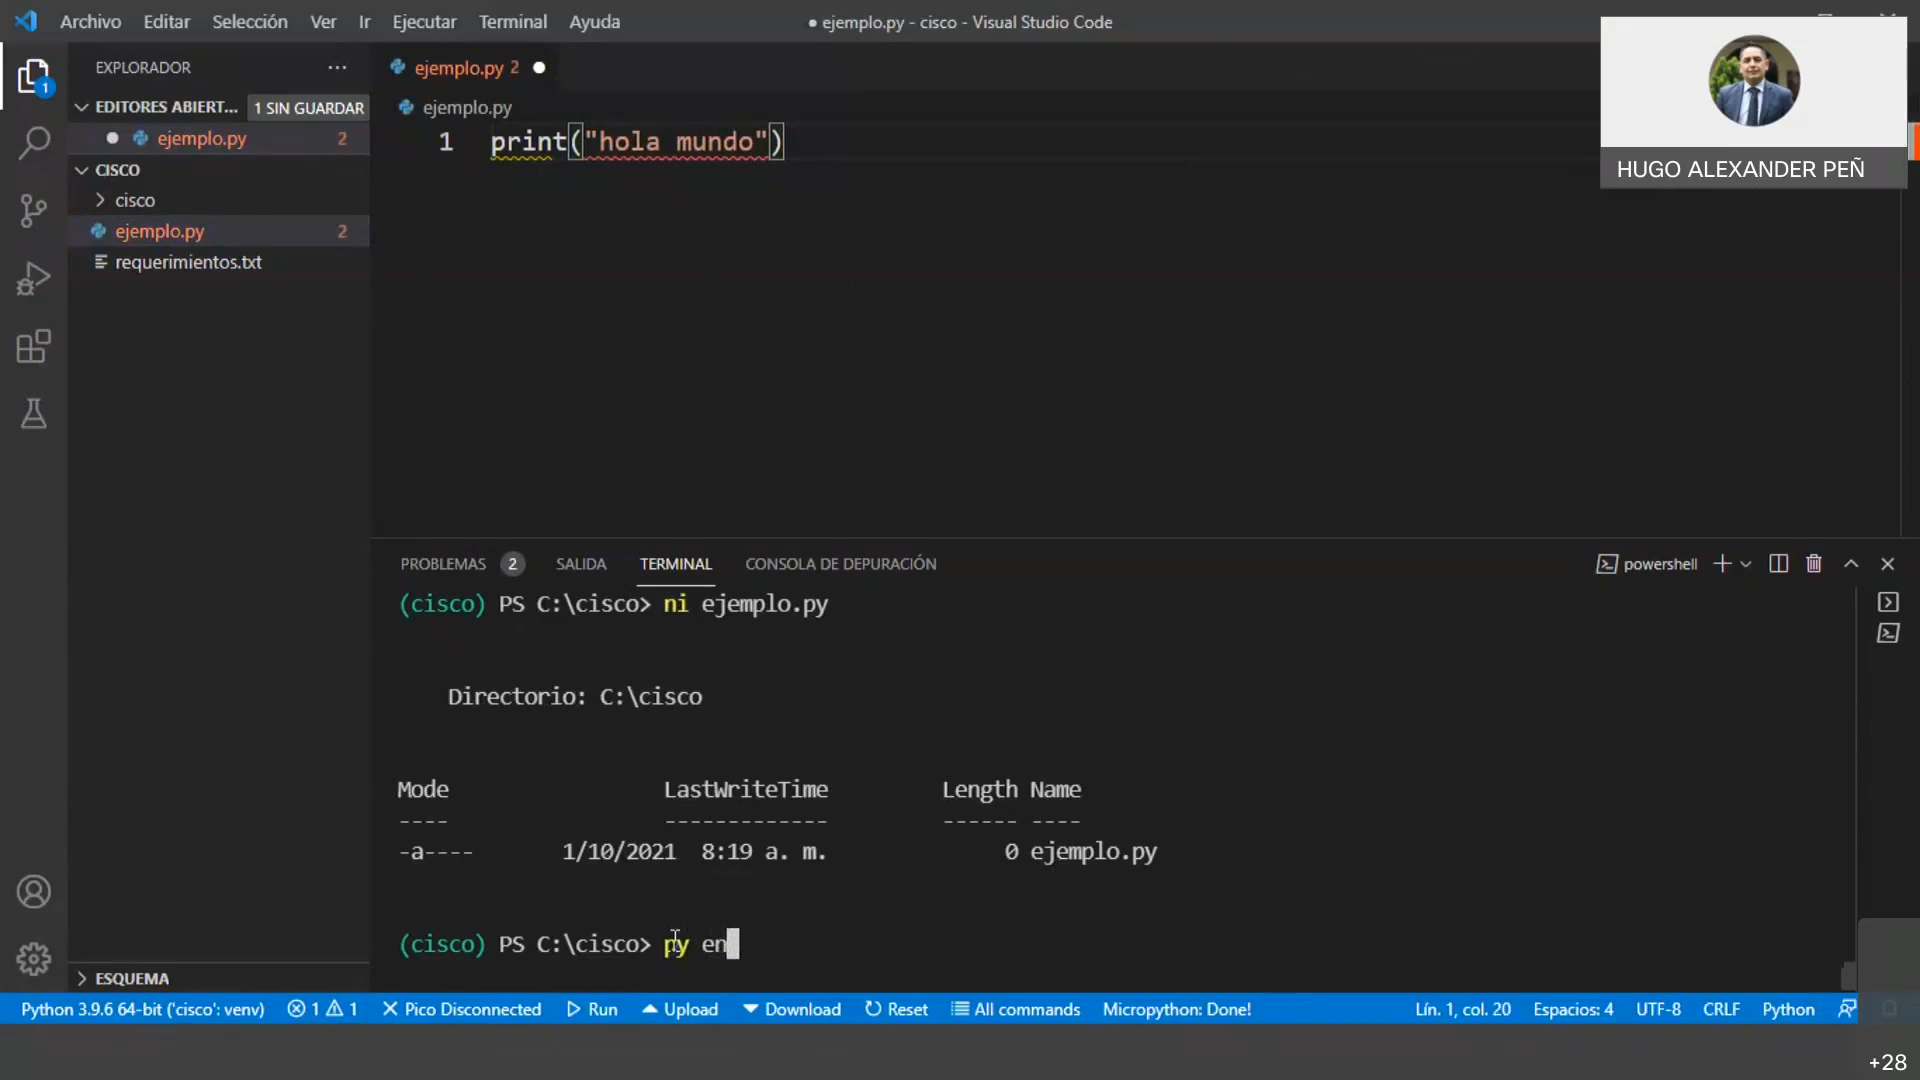 Archivo Editar Selección Ver Ir Ejecutar Terminal Ayuda
● ejemplo.py - cisco - Visual Studio Code
EXPLORADOR ···
EDITORES ABIERT... 1 SIN GUARDAR
ejemplo.py 2
CISCO
cisco
ejemplo.py 2
requerimientos.txt
ESQUEMA
1
ejemplo.py 2
ejemplo.py
1 print("hola mundo")
HUGO ALEXANDER PEÑ
PROBLEMAS 2 SALIDA TERMINAL CONSOLA DE DEPURACIÓN
powershell
(cisco) PS C:\cisco> ni ejemplo.py
Directorio: C:\cisco
Mode LastWriteTime Length Name
---- ------------- ------ ----
-a---- 1/10/2021 8:19 a. m. 0 ejemplo.py
(cisco) PS C:\cisco> py en
Python 3.9.6 64-bit ('cisco': venv) 1 1 Pico Disconnected Run Upload Download Reset All commands Micropython: Done! Lín. 1, col. 20 Espacios: 4 UTF-8 CRLF Python
+28